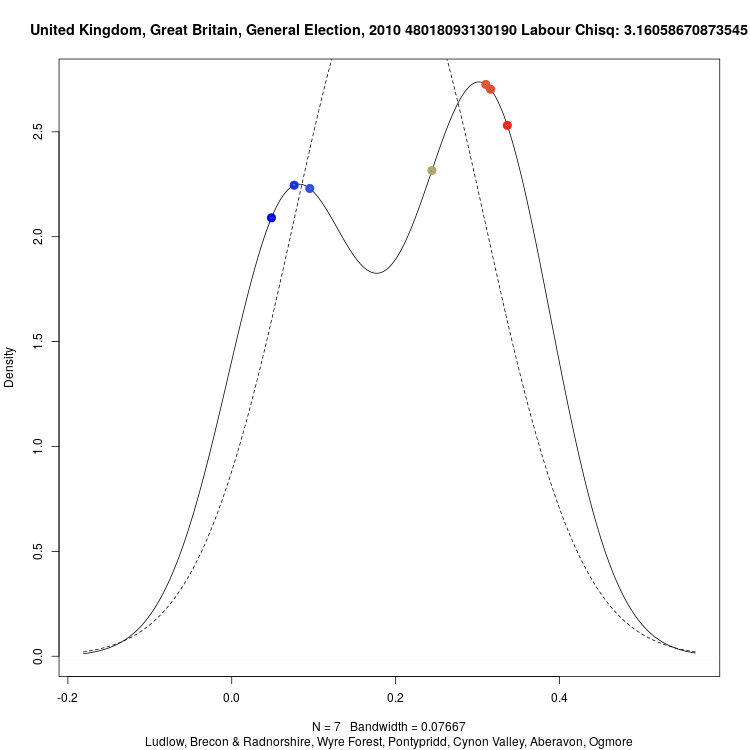 United Kingdom, Great Britain, General Election, 2010 48018093130190 Labour Chisq: 3.16058670873545
Density
2.5
2.0
1.5
1.0
0.5
0.0
-0.2 0.0 0.2 0.4
N = 7 Bandwidth = 0.07667
Ludlow, Brecon & Radnorshire, Wyre Forest, Pontypridd, Cynon Valley, Aberavon, Ogmore